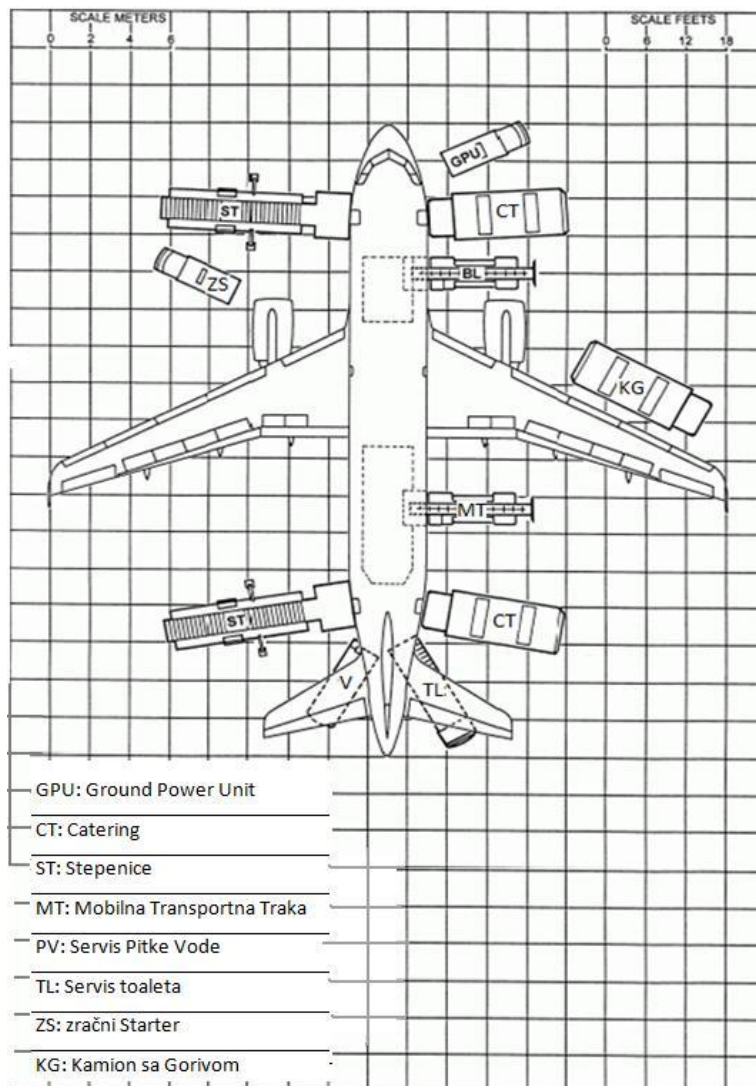 SCALE METERS
0 2 4 6
SCALE FEETS
0 6 12 18
GPU
ST
CT
BL
ZS
KG
MT
ST
CT
V
TL
GPU: Ground Power Unit
CT: Catering
ST: Stepenice
MT: Mobilna Transportna Traka
PV: Servis Pitke Vode
TL: Servis toaleta
ZS: zračni Starter
KG: Kamion sa Gorivom